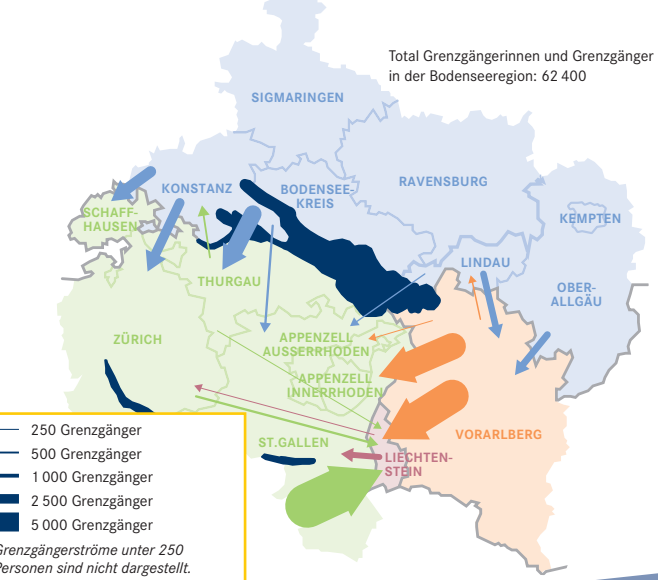 Total Grenzgängerinnen und Grenzgänger
in der Bodenseeregion: 62 400
SIGMARINGEN
RAVENSBURG
KONSTANZ
BODENSEE-
KREIS
SCHAFF-
HAUSEN
KEMPTEN
LINDAU
THURGAU
OBER-
ALLGÄU
ZÜRICH
APPENZELL
AUSSERRHODEN
APPENZELL
INNERRHODEN
VORARLBERG
ST.GALLEN
LIECHTEN-
STEIN
250 Grenzgänger
500 Grenzgänger
1 000 Grenzgänger
2 500 Grenzgänger
5 000 Grenzgänger
Grenzgängerströme unter 250
Personen sind nicht dargestellt.